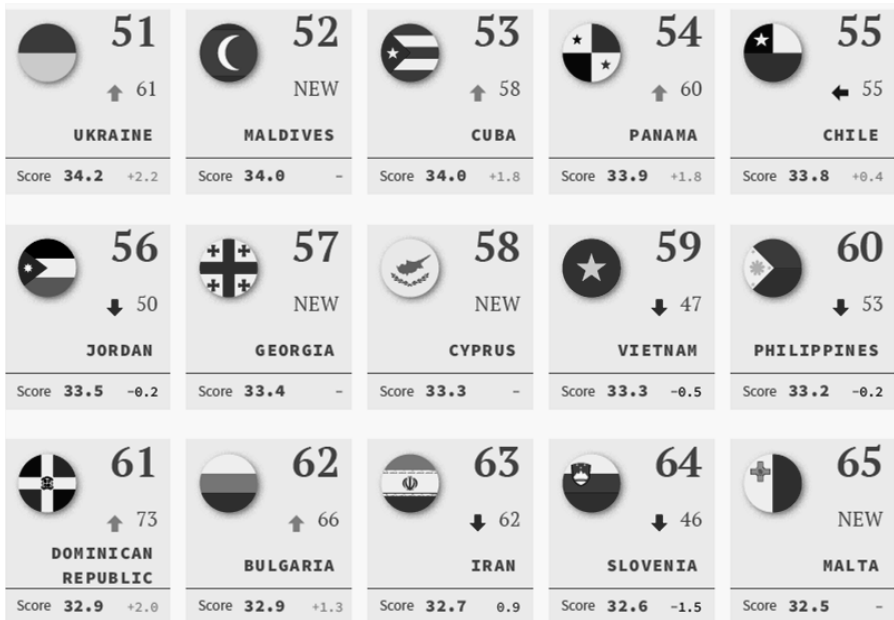 51
61
UKRAINE
Score 34.2 +2.2
52
NEW
MALDIVES
Score 34.0 -
53
58
CUBA
Score 34.0 +1.8
54
60
PANAMA
Score 33.9 +1.8
55
55
CHILE
Score 33.8 +0.4
56
50
JORDAN
Score 33.5 -0.2
57
NEW
GEORGIA
Score 33.4 -
58
NEW
CYPRUS
Score 33.3 -
59
47
VIETNAM
Score 33.3 -0.5
60
53
PHILIPPINES
Score 33.2 -0.2
61
73
DOMINICAN
REPUBLIC
Score 32.9 +2.0
62
66
BULGARIA
Score 32.9 +1.3
63
62
IRAN
Score 32.7 0.9
64
46
SLOVENIA
Score 32.6 -1.5
65
NEW
MALTA
Score 32.5 -